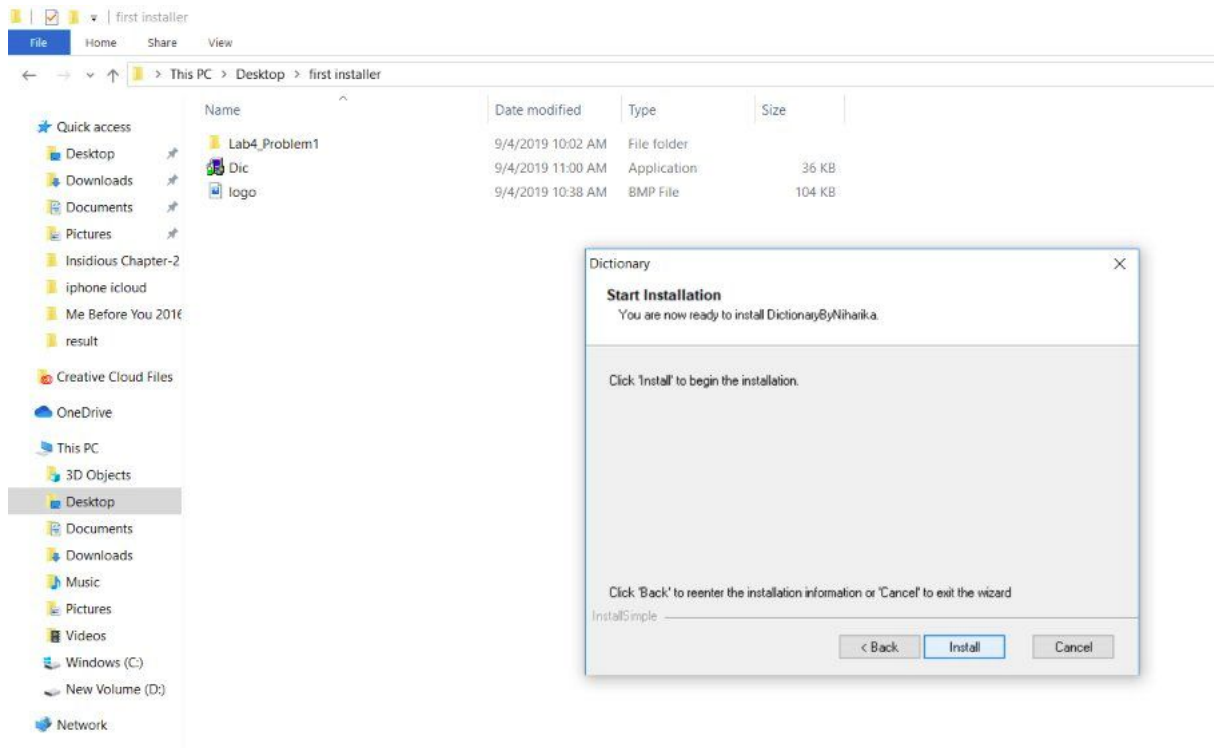 first installer
File Home Share View
This PC > Desktop > first installer
Name Date modified Type Size
Lab4_Problem1 9/4/2019 10:02 AM File folder
Dic 9/4/2019 11:00 AM Application 36 KB
logo 9/4/2019 10:38 AM BMP File 104 KB
Quick access
Desktop
Downloads
Documents
Pictures
Insidious Chapter-2
iphone icloud
Me Before You 2016
result
Creative Cloud Files
OneDrive
This PC
3D Objects
Desktop
Documents
Downloads
Music
Pictures
Videos
Windows (C:)
New Volume (D:)
Network
Dictionary
Start Installation
You are now ready to install DictionaryByNiharika.
Click 'Install' to begin the installation.
Click 'Back' to reenter the installation information or 'Cancel' to exit the wizard
InstallSimple
< Back Install Cancel